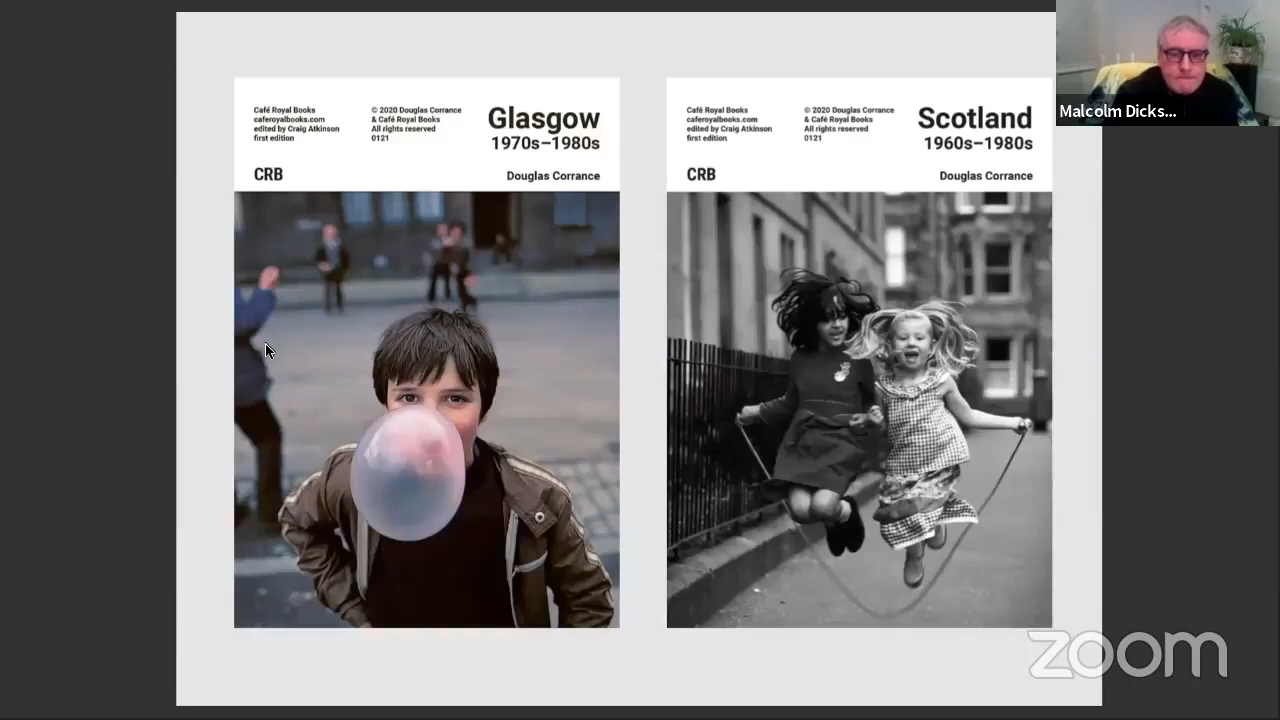 Café Royal Books
caferoyalbooks.com
edited by Craig Atkinson
first edition
© 2020 Douglas Corrance
& Café Royal Books
All rights reserved
0121
Glasgow
1970s–1980s
CRB
Douglas Corrance
Café Royal Books
caferoyalbooks.com
edited by Craig Atkinson
first edition
© 2020 Douglas Corrance
& Café Royal Books
All rights reserved
0121
Scotland
1960s–1980s
CRB
Douglas Corrance
Malcolm Dicks...
zoom